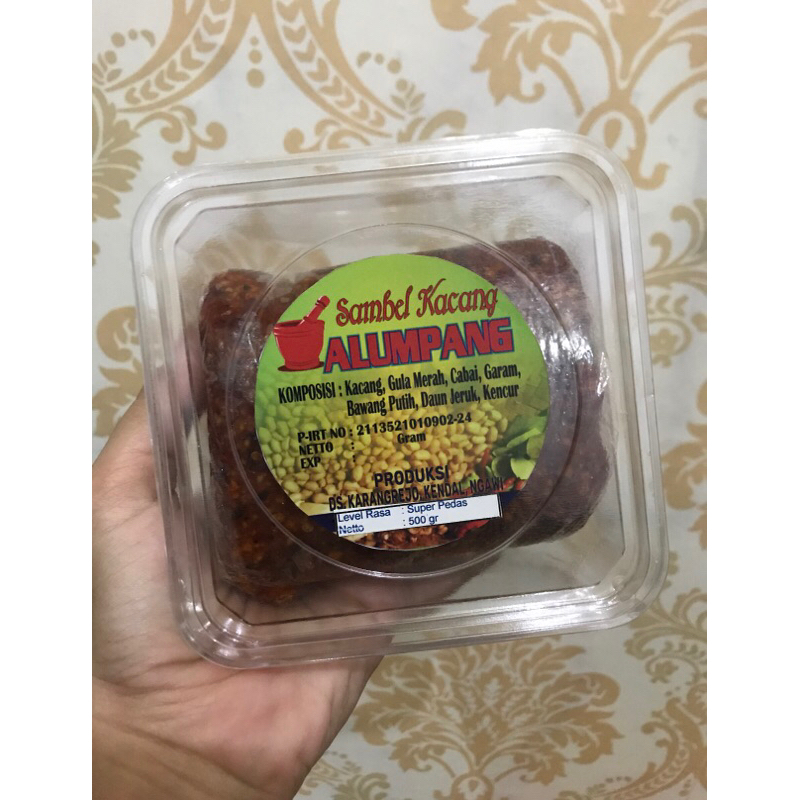 Sambel Kacang
ALUMPANG
KOMPOSISI : Kacang, Gula Merah, Cabai, Garam,
Bawang Putih, Daun Jeruk, Kencur
P-IRT NO : 2113521010902-24
NETTO : Gram
EXP :
PRODUKSI
DS. KARANGREJO, KENDAL, NGAWI
Level Rasa : Super Pedas
Netto : 500 gr